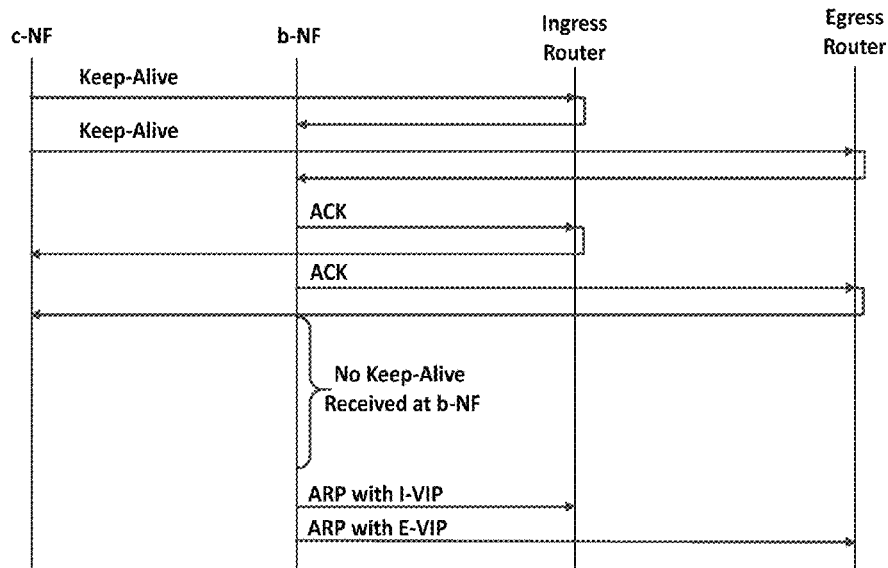 c-NF
b-NF
Ingress
Router
Egress
Router
Keep-Alive
Keep-Alive
ACK
ACK
No Keep-Alive
Received at b-NF
ARP with I-VIP
ARP with E-VIP